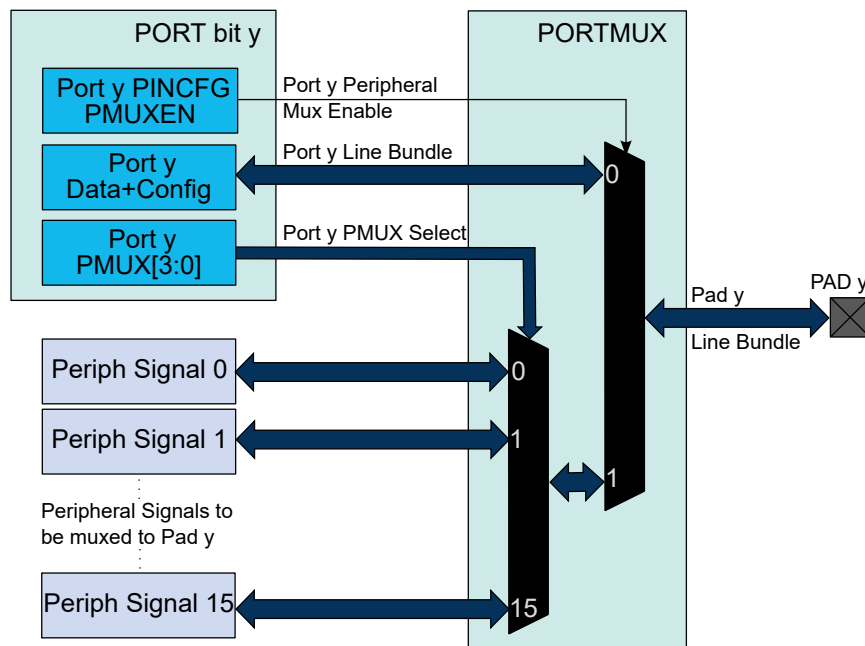 PORT bit y
PORTMUX
Port y PINCFG
PMUXEN
Port y Peripheral
Mux Enable
Port y
Data+Config
Port y Line Bundle
0
Port y
PMUX[3:0]
Port y PMUX Select
Pad y
Line Bundle
PAD y
Periph Signal 0
0
Periph Signal 1
1
1
Peripheral Signals to
be muxed to Pad y
Periph Signal 15
15